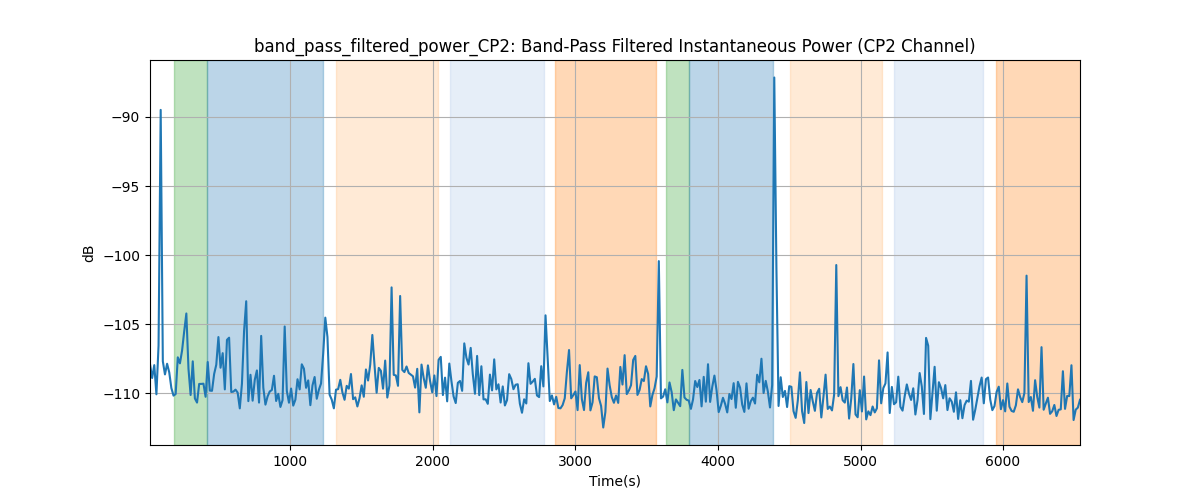 band_pass_filtered_power_CP2: Band-Pass Filtered Instantaneous Power (CP2 Channel)
−90
−95
−100
−105
−110
dB
1000 2000 3000 4000 5000 6000
Time(s)